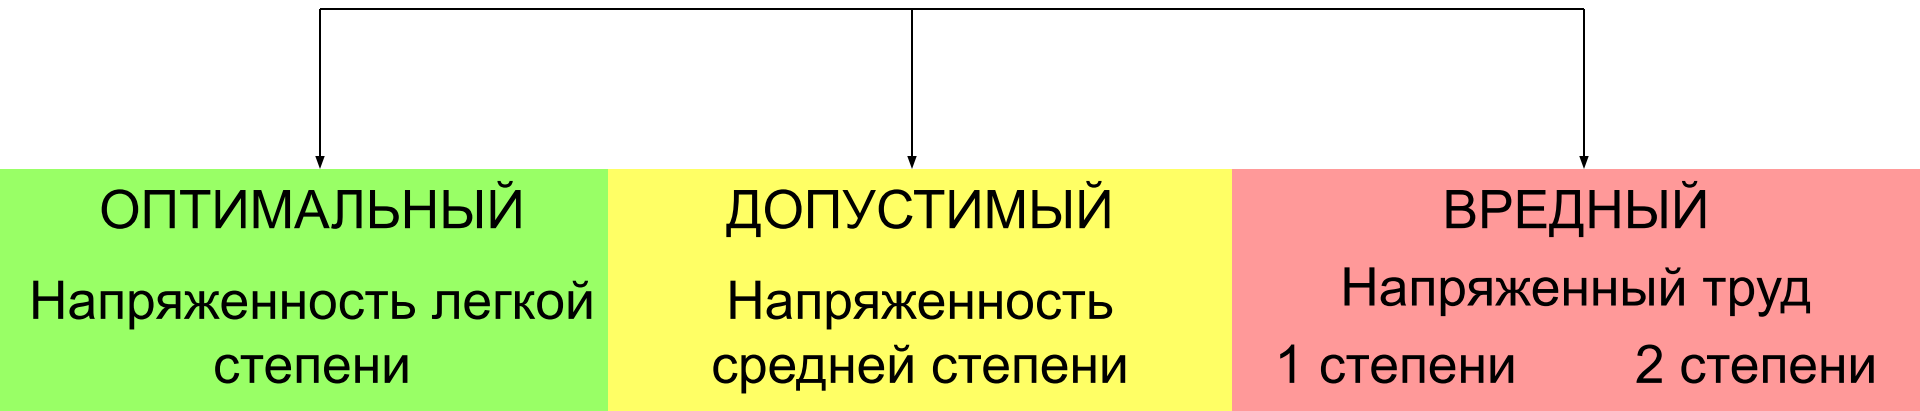 ОПТИМАЛЬНЫЙ
Напряженность легкой
степени
ДОПУСТИМЫЙ
Напряженность
средней степени
ВРЕДНЫЙ
Напряженный труд
1 степени 2 степени